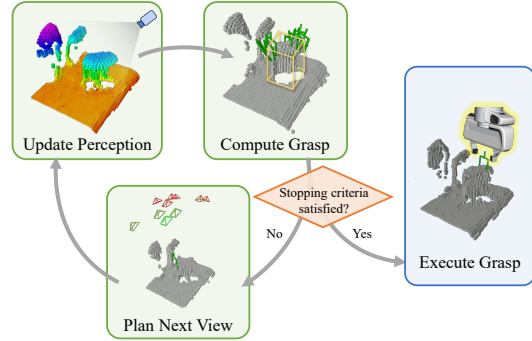 Update Perception
Compute Grasp
Stopping criteria
satisfied?
No
Yes
Execute Grasp
Plan Next View